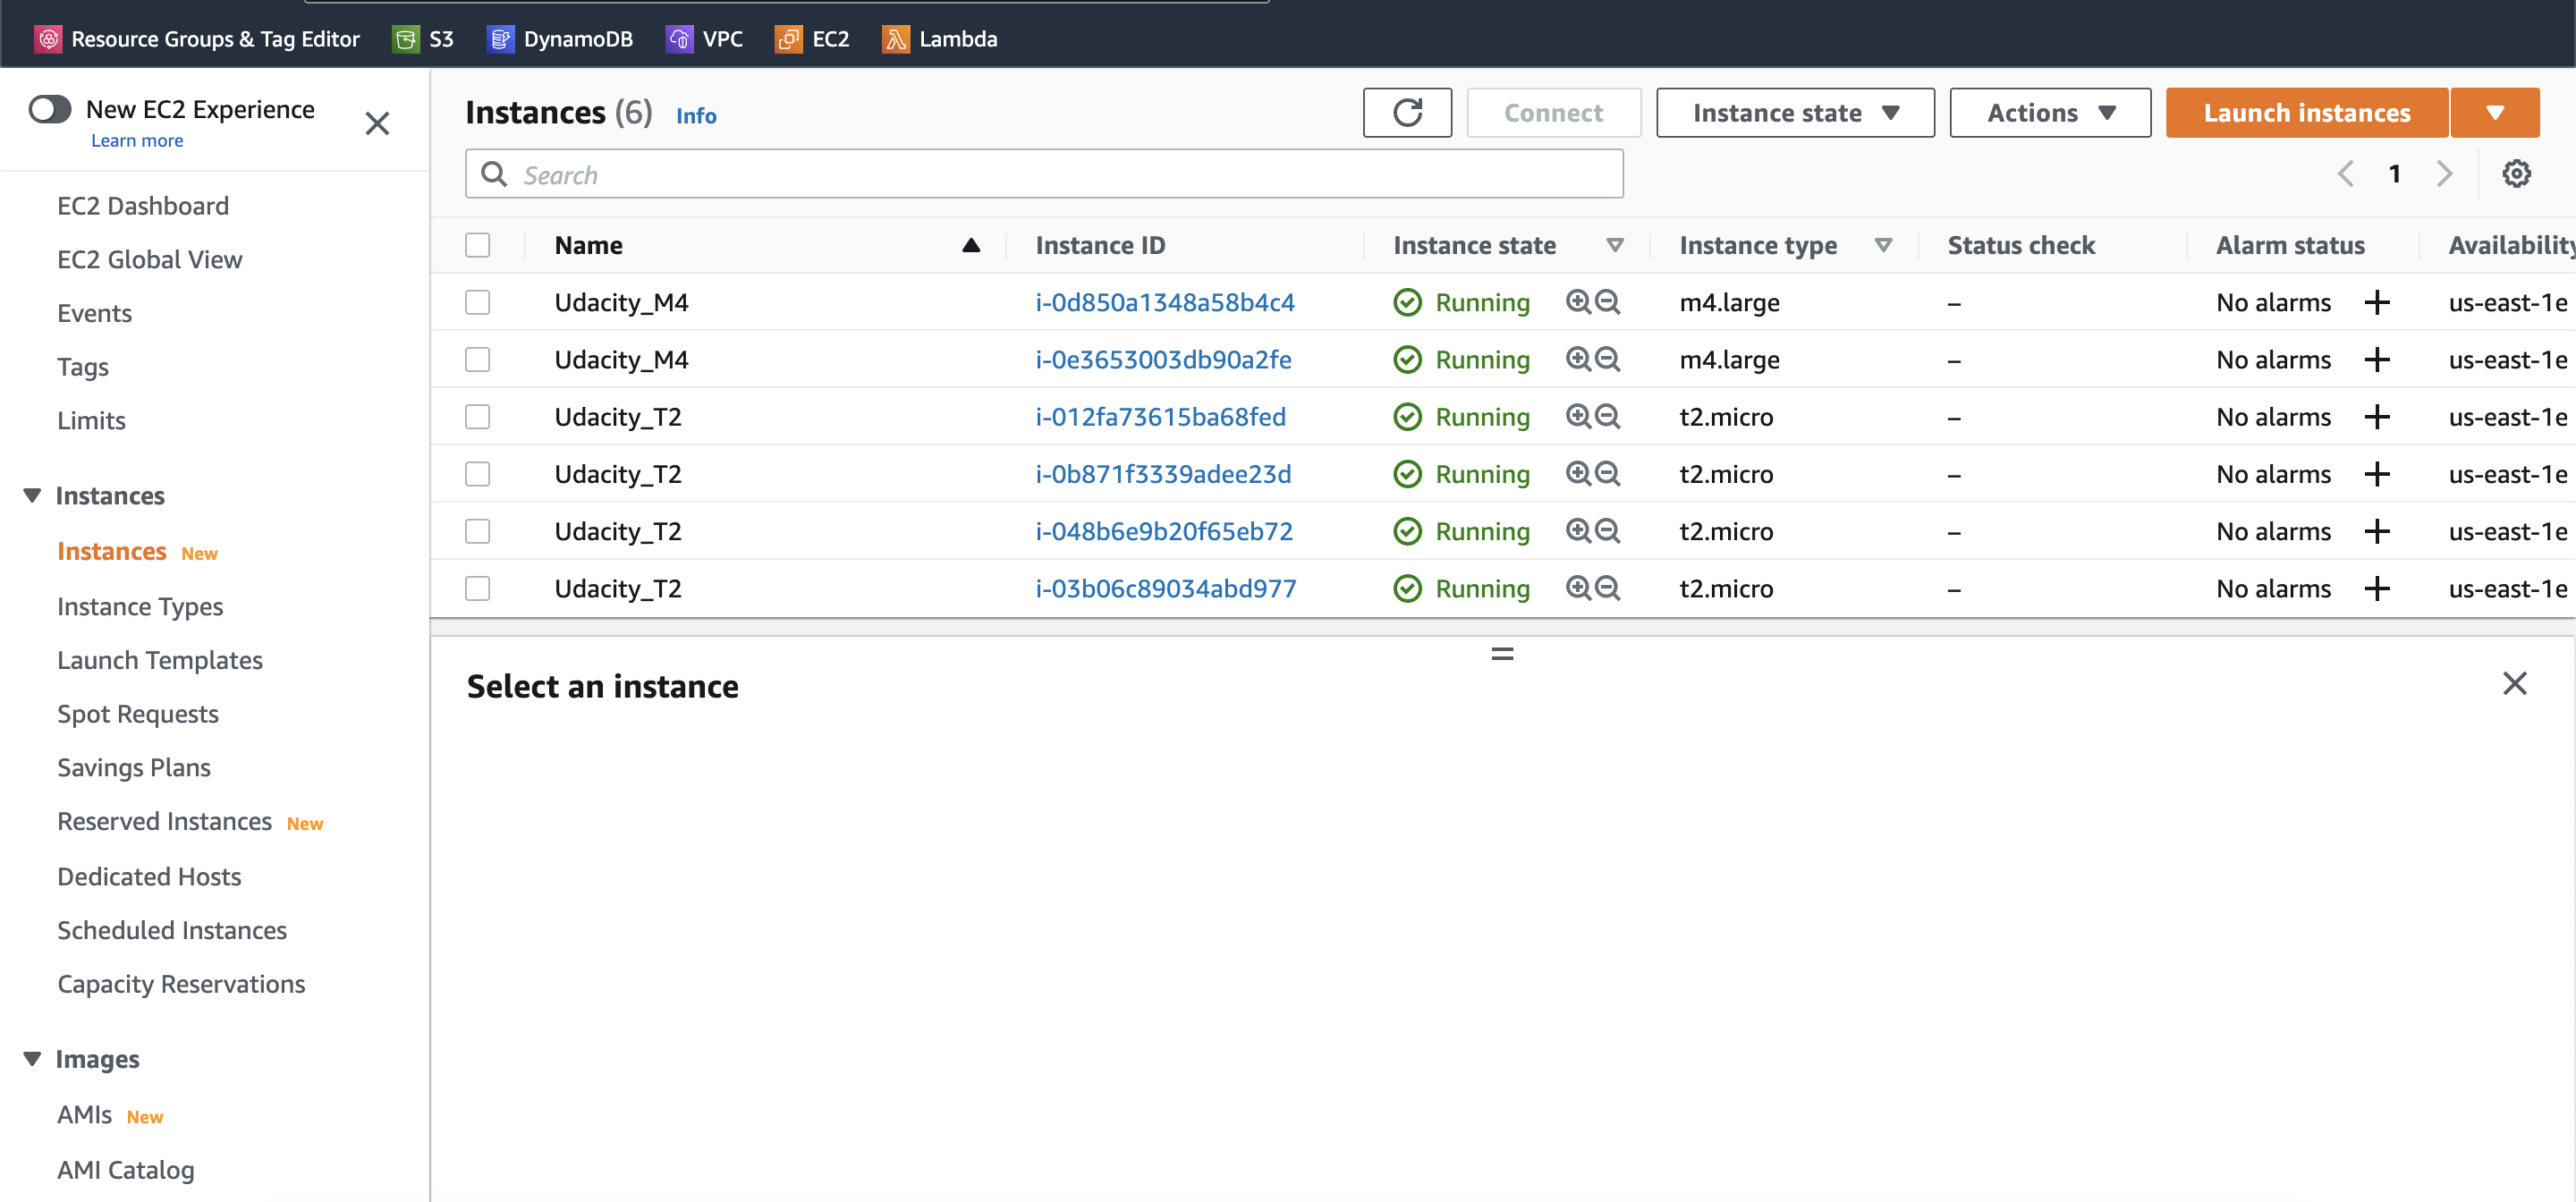 Resource Groups & Tag Editor S3 DynamoDB VPC EC2 Lambda
New EC2 Experience
Learn more
EC2 Dashboard
EC2 Global View
Events
Tags
Limits
Instances
Instances New
Instance Types
Launch Templates
Spot Requests
Savings Plans
Reserved Instances New
Dedicated Hosts
Scheduled Instances
Capacity Reservations
Images
AMIs New
AMI Catalog
Instances (6) Info
Connect Instance state Actions Launch instances
Search
1
Name Instance ID Instance state Instance type Status check Alarm status Availability
Udacity_M4 i-0d850a1348a58b4c4 Running m4.large – No alarms + us-east-1e
Udacity_M4 i-0e3653003db90a2fe Running m4.large – No alarms + us-east-1e
Udacity_T2 i-012fa73615ba68fed Running t2.micro – No alarms + us-east-1e
Udacity_T2 i-0b871f3339adee23d Running t2.micro – No alarms + us-east-1e
Udacity_T2 i-048b6e9b20f65eb72 Running t2.micro – No alarms + us-east-1e
Udacity_T2 i-03b06c89034abd977 Running t2.micro – No alarms + us-east-1e
Select an instance